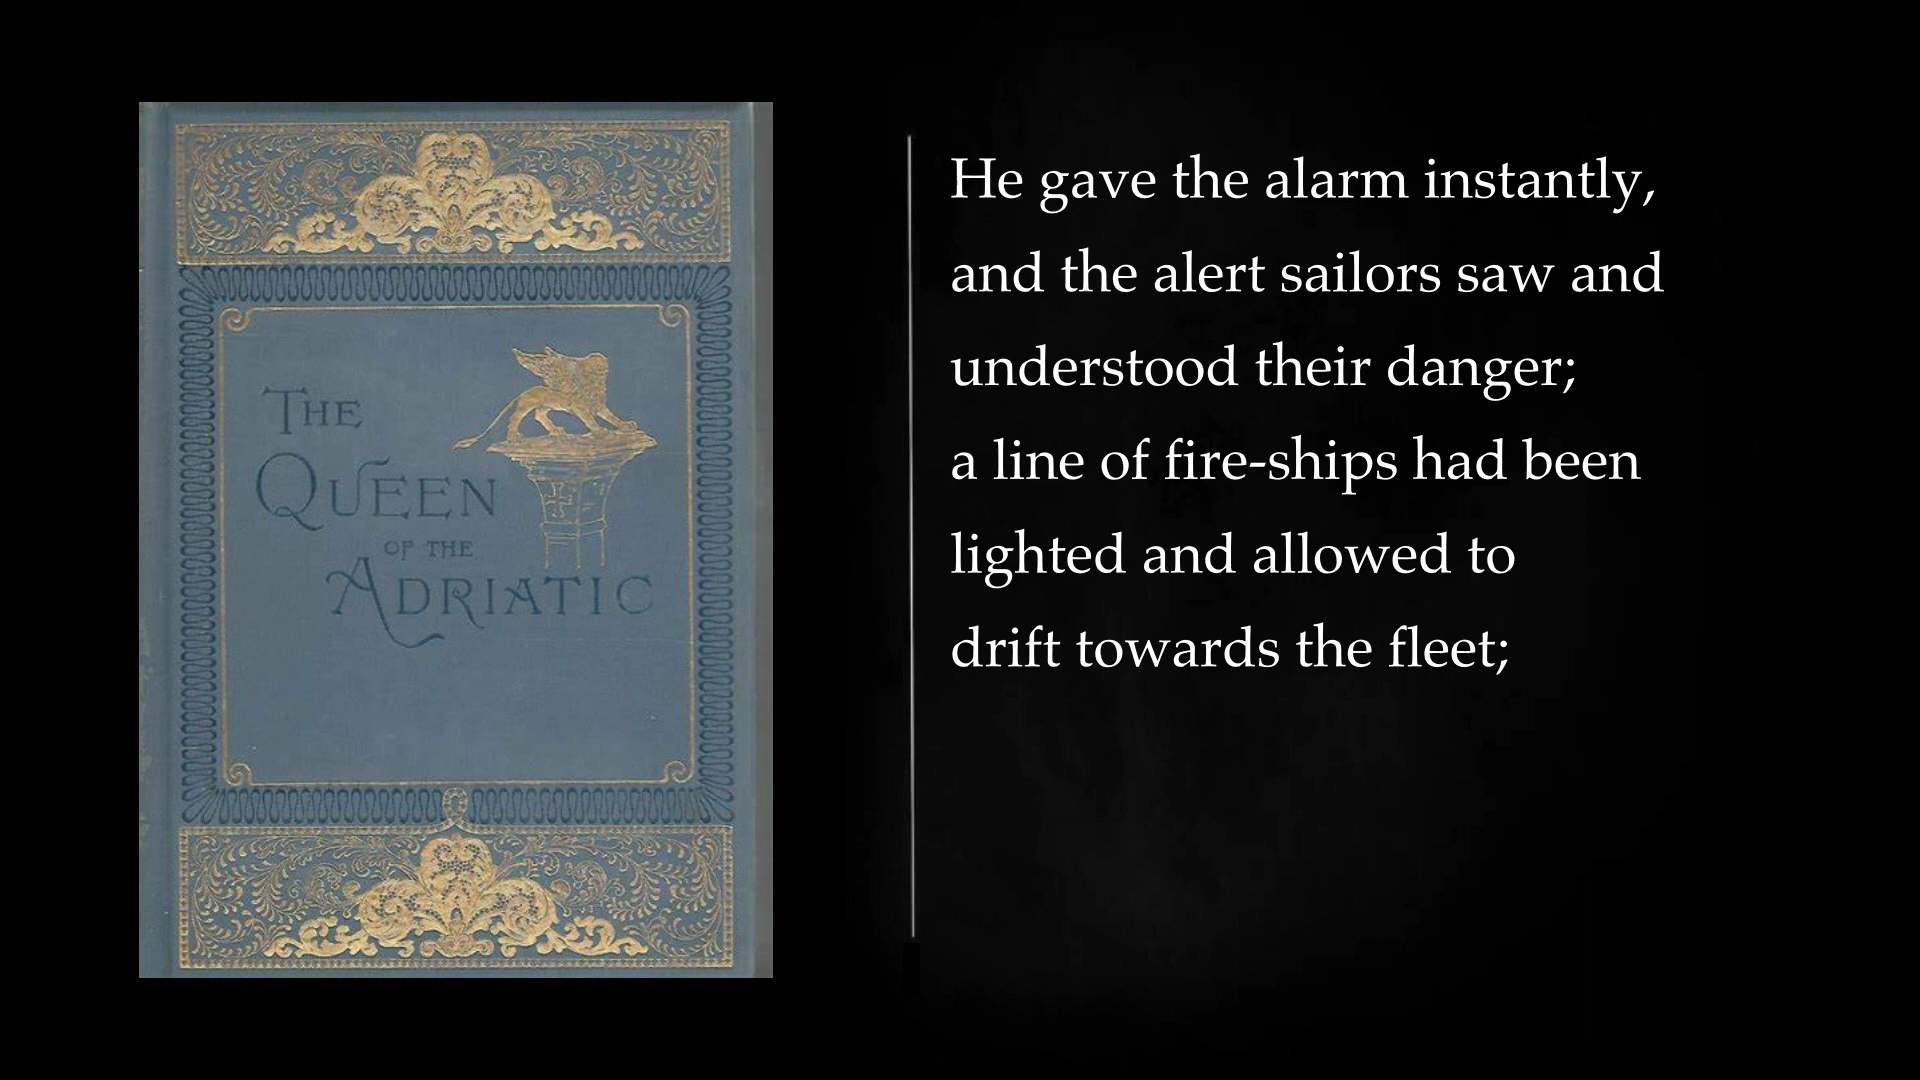 THE
QUEEN
OF THE
ADRIATIC
He gave the alarm instantly,
and the alert sailors saw and
understood their danger;
a line of fire-ships had been
lighted and allowed to
drift towards the fleet;